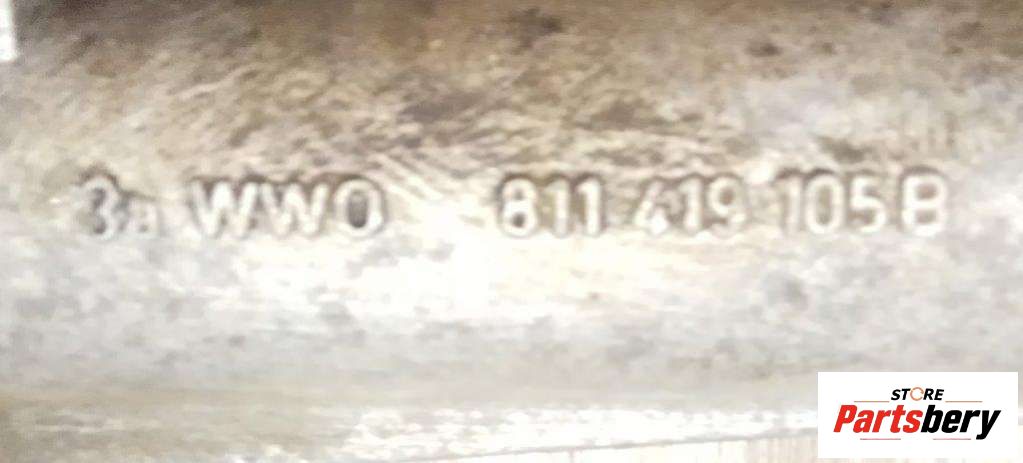 3a WWO 811 419 105 B
STORE
Partsbery